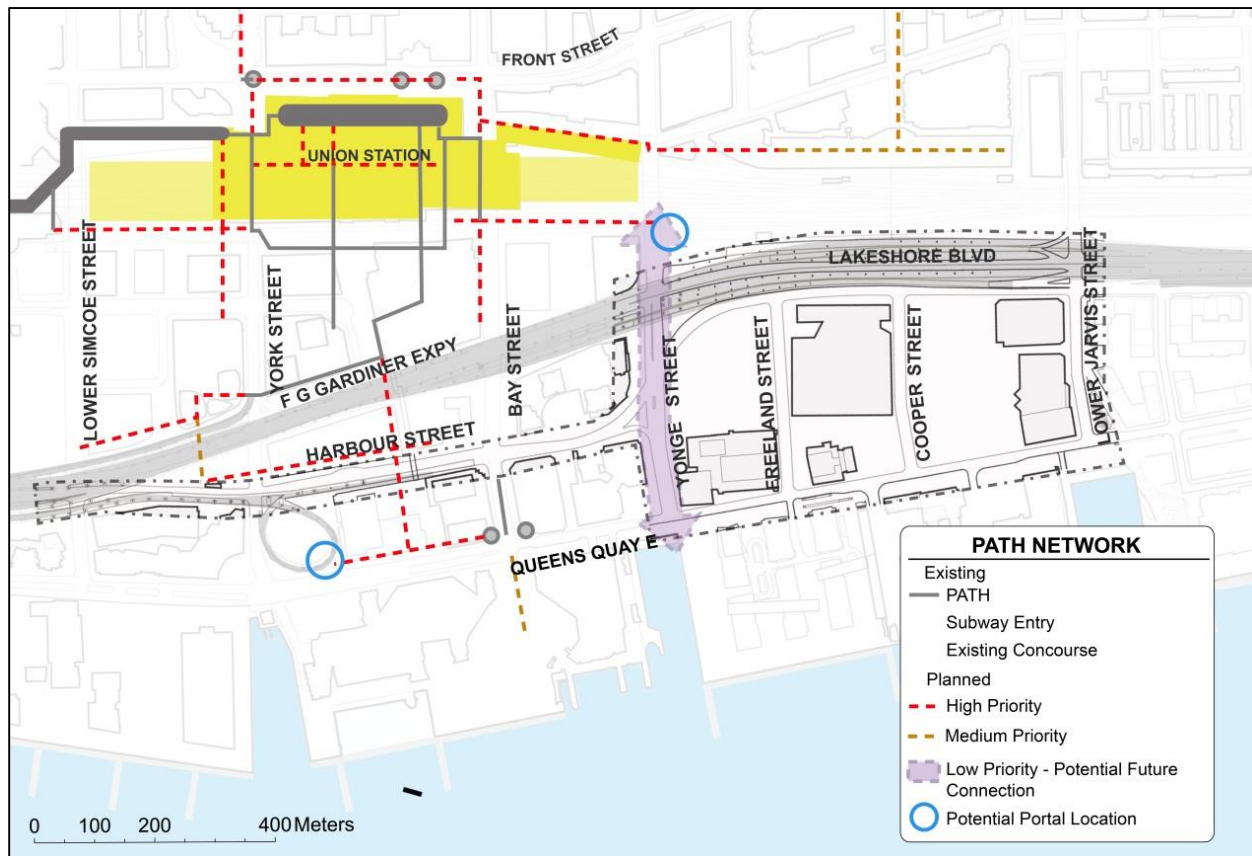 FRONT STREET
UNION STATION
LOWER SIMCOE STREET
YORK STREET
F G GARDINER EXPY
BAY STREET
HARBOUR STREET
LAKESHORE BLVD
YONGE STREET
FREELAND STREET
COOPER STREET
LOWER JARVIS STREET
QUEENS QUAY E
PATH NETWORK
Existing
PATH
Subway Entry
Existing Concourse
Planned
High Priority
Medium Priority
Low Priority - Potential Future
Connection
Potential Portal Location
0 100 200 400 Meters